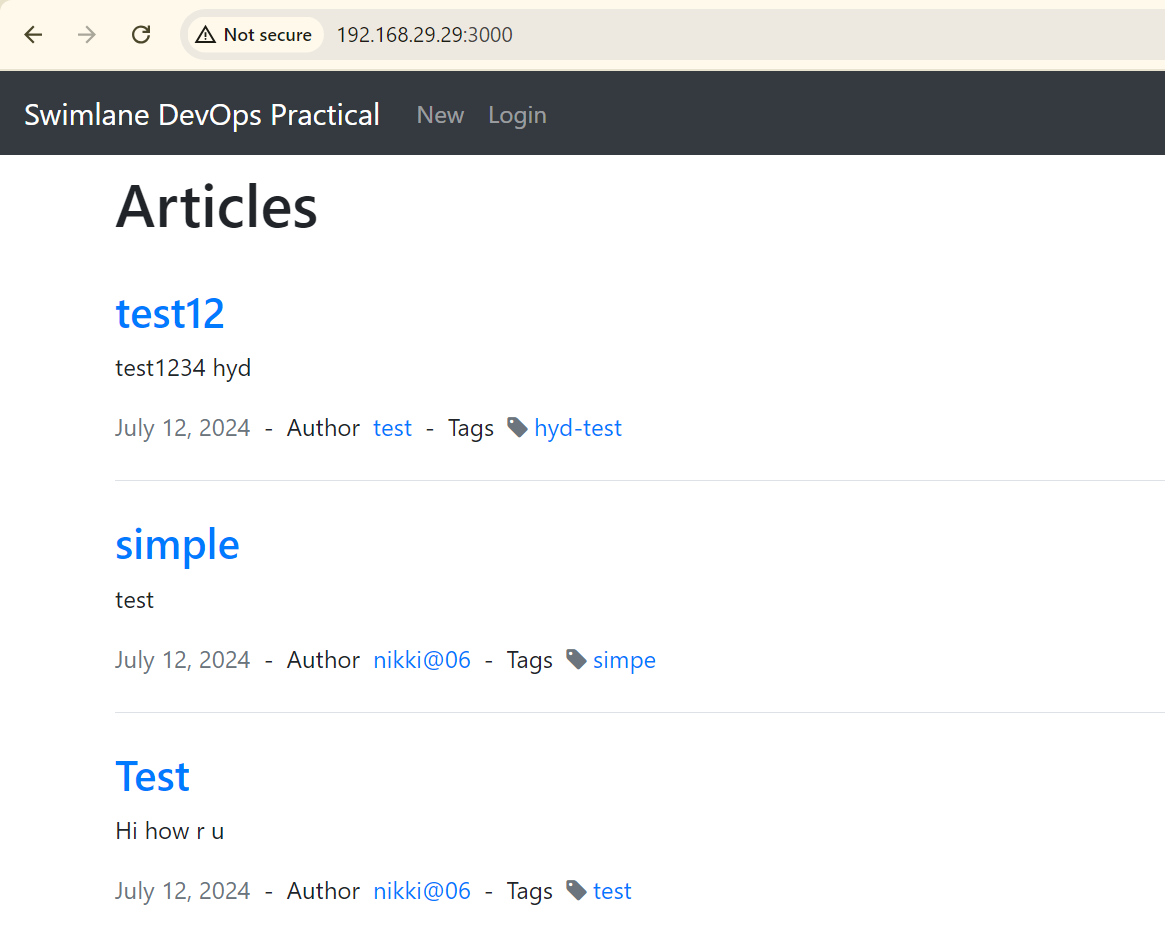 Not secure 192.168.29.29:3000
Swimlane DevOps Practical New Login
Articles
test12
test1234 hyd
July 12, 2024 - Author test - Tags hyd-test
simple
test
July 12, 2024 - Author nikki@06 - Tags simpe
Test
Hi how r u
July 12, 2024 - Author nikki@06 - Tags test